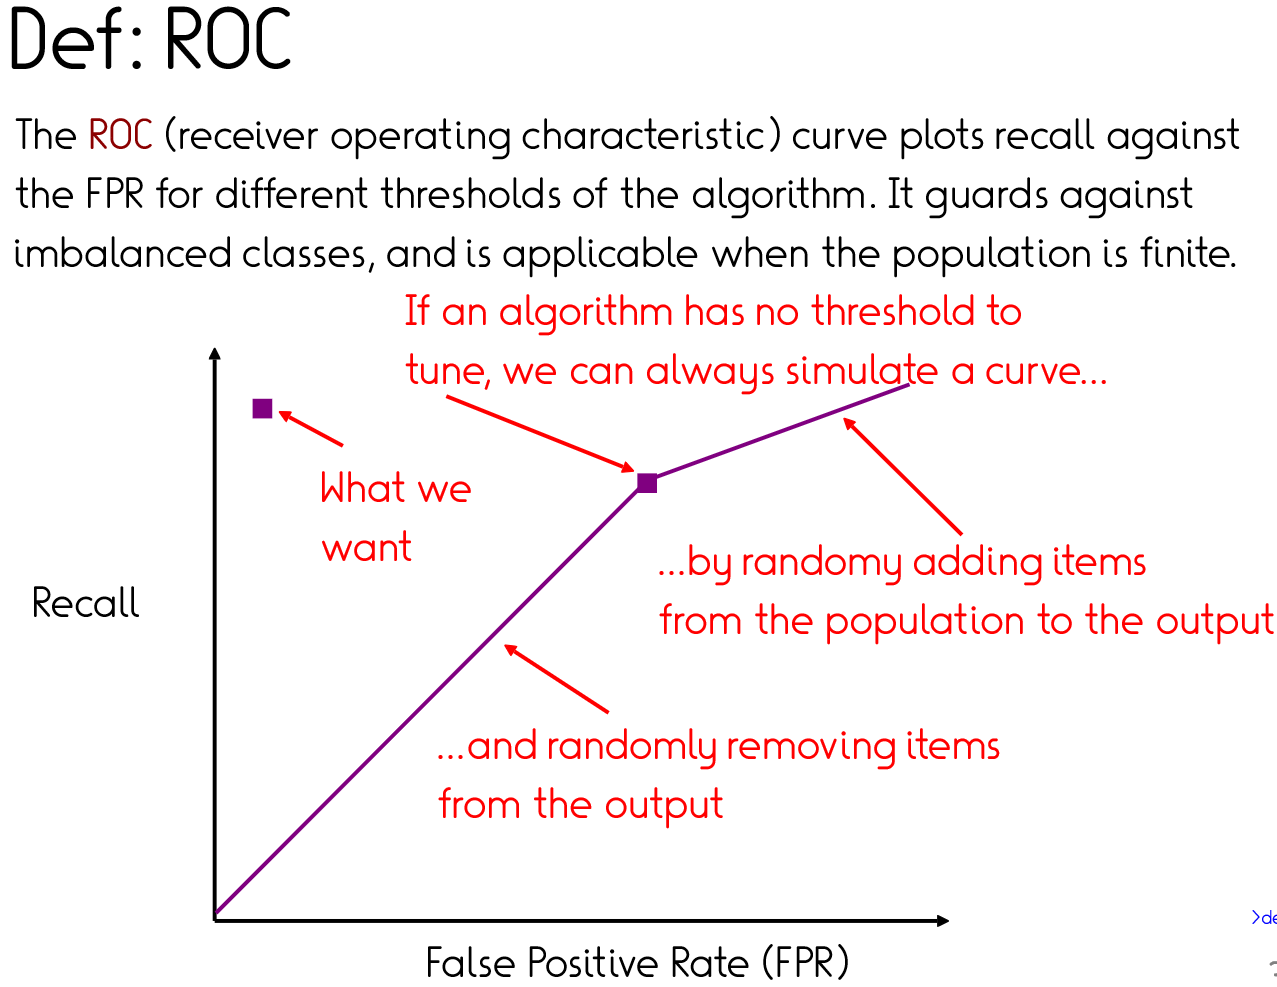 Def: ROC
The ROC (receiver operating characteristic) curve plots recall against
the FPR for different thresholds of the algorithm. It guards against
imbalanced classes, and is applicable when the population is finite.
If an algorithm has no threshold to
tune, we can always simulate a curve...
What we
want
...by randomy adding items
from the population to the output
Recall
...and randomly removing items
from the output
>de
False Positive Rate (FPR)